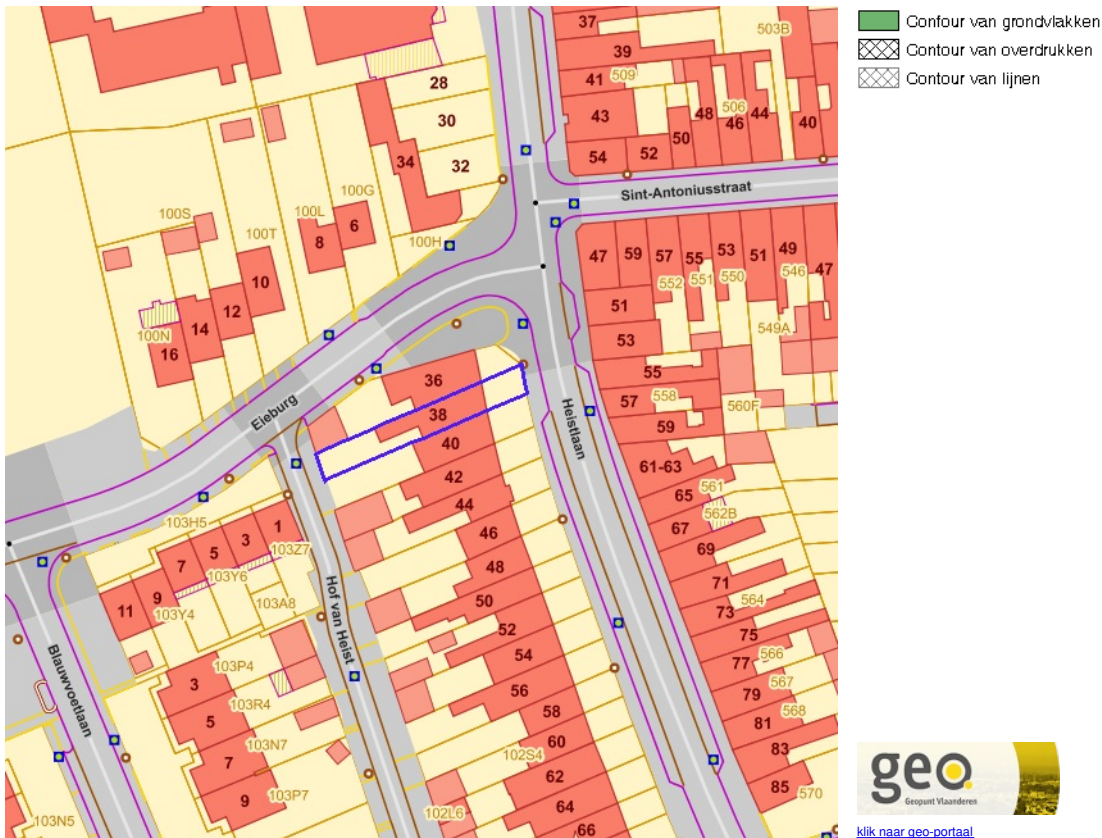 37
503B
39
41
509
28
43
48
506
46
44
40
30
50
54
52
32
34
Sint-Antoniusstraat
100G
100S
100L
6
8
100H
100T
10
47
59
57
55
53
51
49
546
47
552
551
550
12
14
16
100N
51
53
549A
55
36
57
558
560F
59
38
Eieburg
Heistlaan
40
42
61-63
561
65
562B
44
67
46
69
1
3
5
7
103H5
103Z7
103Y6
48
71
564
9
11
103Y4
103A8
50
73
Hof van Heist
52
75
566
54
77
567
103P4
3
56
79
568
Blauwvoetlaan
103R4
5
58
81
60
83
103N7
7
102S4
62
85
570
103P7
9
64
102L6
66
103N5
Contour van grondvlakken
Contour van overdrukken
Contour van lijnen
geo
Geopunt Vlaanderen
klik naar geo-portaal